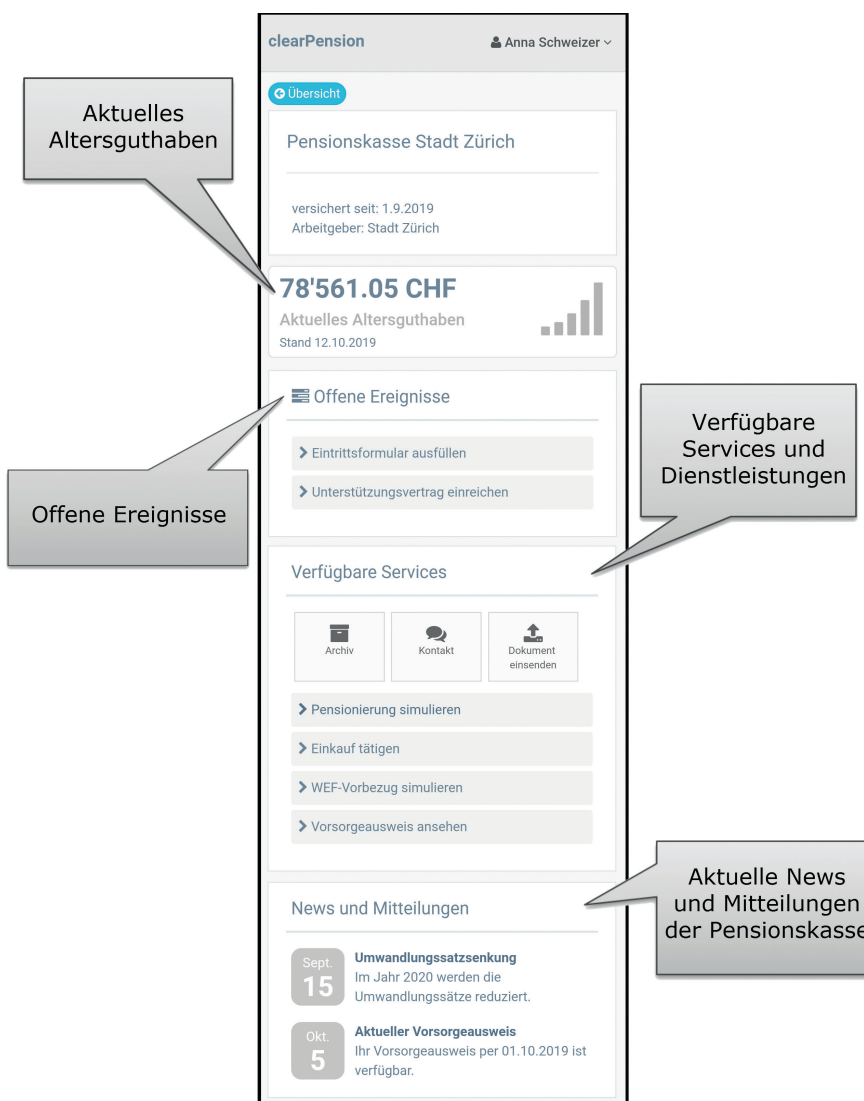 clearPension
Anna Schweizer
Übersicht
Aktuelles
Altersguthaben
Pensionskasse Stadt Zürich
versichert seit: 1.9.2019
Arbeitgeber: Stadt Zürich
78'561.05 CHF
Aktuelles Altersguthaben
Stand 12.10.2019
Offene Ereignisse
Eintrittsformular ausfüllen
Unterstützungsvertrag einreichen
Offene Ereignisse
Verfügbare
Services und
Dienstleistungen
Verfügbare Services
Archiv
Kontakt
Dokument
einsenden
Pensionierung simulieren
Einkauf tätigen
WEF-Vorbezug simulieren
Vorsorgeausweis ansehen
Aktuelle News
und Mitteilungen
der Pensionskasse
News und Mitteilungen
Sept.
15
Umwandlungssatzsenkung
Im Jahr 2020 werden die
Umwandlungssätze reduziert.
Okt.
5
Aktueller Vorsorgeausweis
Ihr Vorsorgeausweis per 01.10.2019 ist
verfügbar.